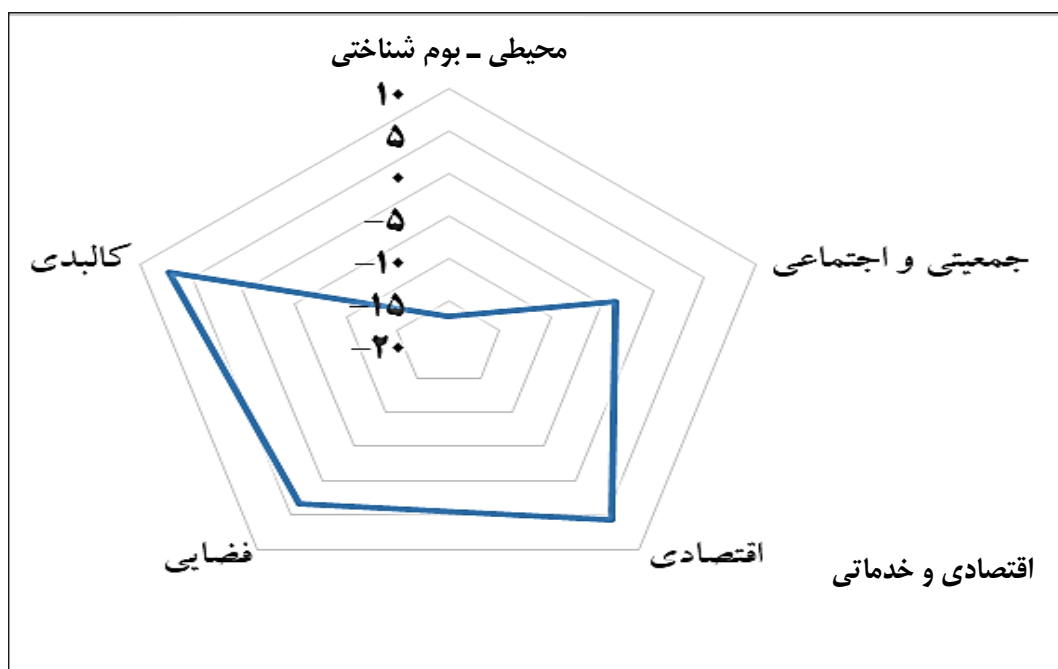 محیطی ـ بوم شناختی
۱۰
۵
۰
−۵
−۱۰
−۱۵
−۲۰
جمعیتی و اجتماعی
کالبدی
فضایی
اقتصادی
اقتصادی و خدماتی